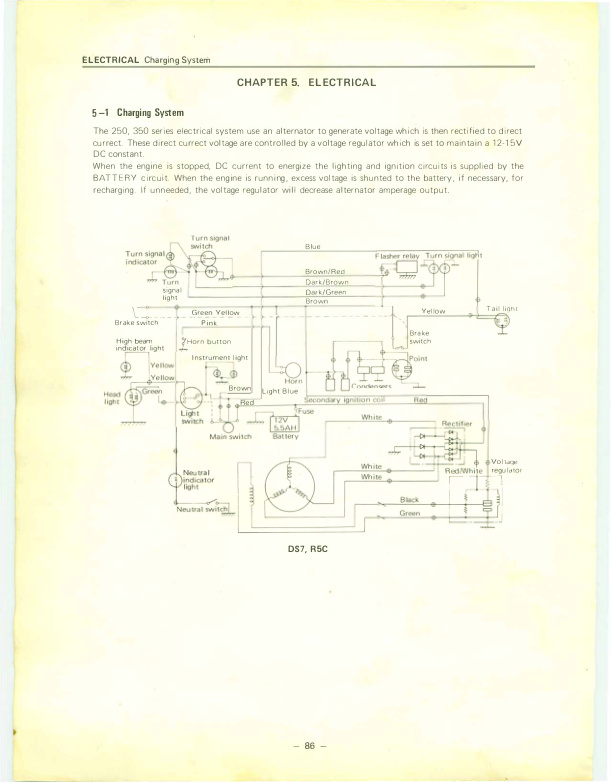 ELECTRICAL Charging System
CHAPTER 5. ELECTRICAL
5-1 Charging System
The 250, 350 series electrical system use an alternator to generate voltage which is then rectified to direct
currect. These direct currect voltage are controlled by a voltage regulator which is set to maintain a 12-15V
DC constant.
When the engine is stopped, DC current to energize the lighting and ignition circuits is supplied by the
BATTERY circuit. When the engine is running, excess voltage is shunted to the battery, if necessary, for
recharging. If unneeded, the voltage regulator will decrease alternator amperage output.
Turn signal
switch
Blue
Turn signal
indicator
Flasher relay
Turn signal light
Brown/Red
Turn
signal
light
Dark/Brown
Dark/Green
Brown
Green Yellow
Yellow
Tail light
Brake switch
Pink
Brake
switch
High beam
indicator light
Horn button
Instrument light
Point
Yellow
Yellow
Horn
Condensers
Head
light
Green
Brown
Light Blue
Red
Secondary ignition coil
Red
Light
switch
Fuse
12V
5.5AH
Battery
White
Rectifier
Main switch
Neutral
indicator
light
White
White
Red/White
Voltage
regulator
Neutral switch
Black
Green
DS7, R5C
- 86 -